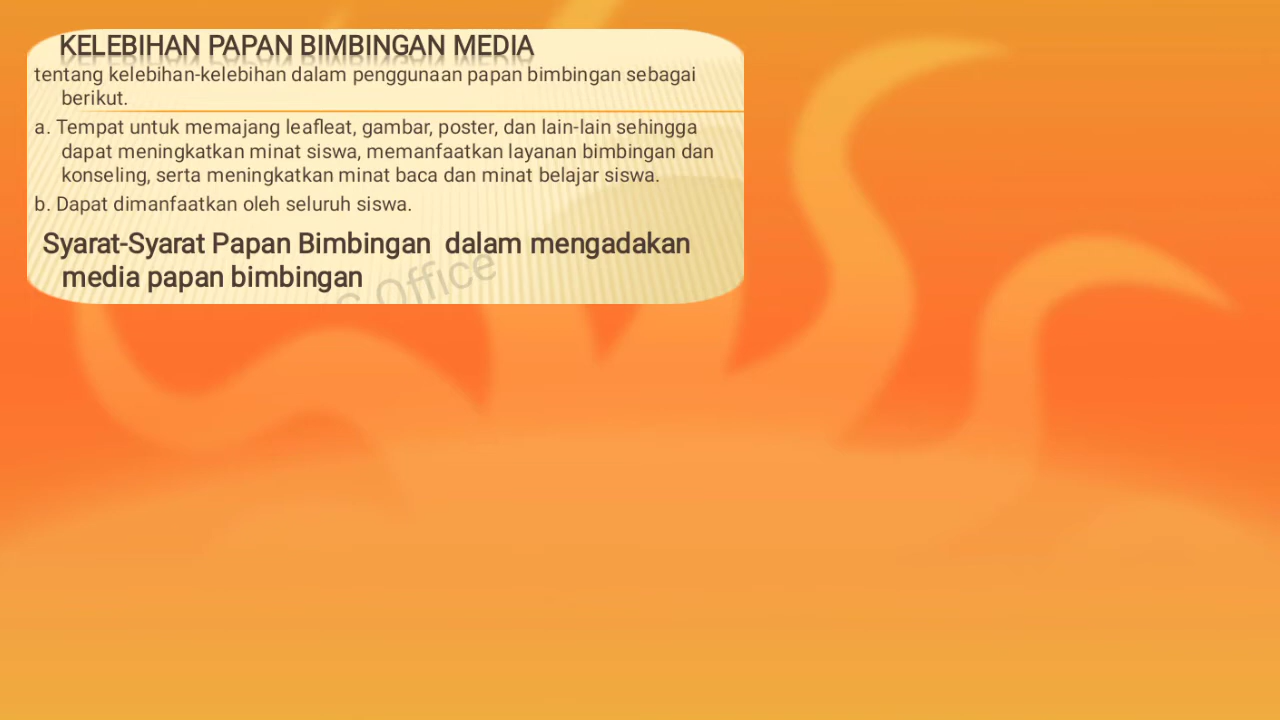 KELEBIHAN PAPAN BIMBINGAN MEDIA
tentang kelebihan-kelebihan dalam penggunaan papan bimbingan sebagai
berikut.
a. Tempat untuk memajang leafleat, gambar, poster, dan lain-lain sehingga
dapat meningkatkan minat siswa, memanfaatkan layanan bimbingan dan
konseling, serta meningkatkan minat baca dan minat belajar siswa.
b. Dapat dimanfaatkan oleh seluruh siswa.
Syarat-Syarat Papan Bimbingan dalam mengadakan
media papan bimbingan
Office